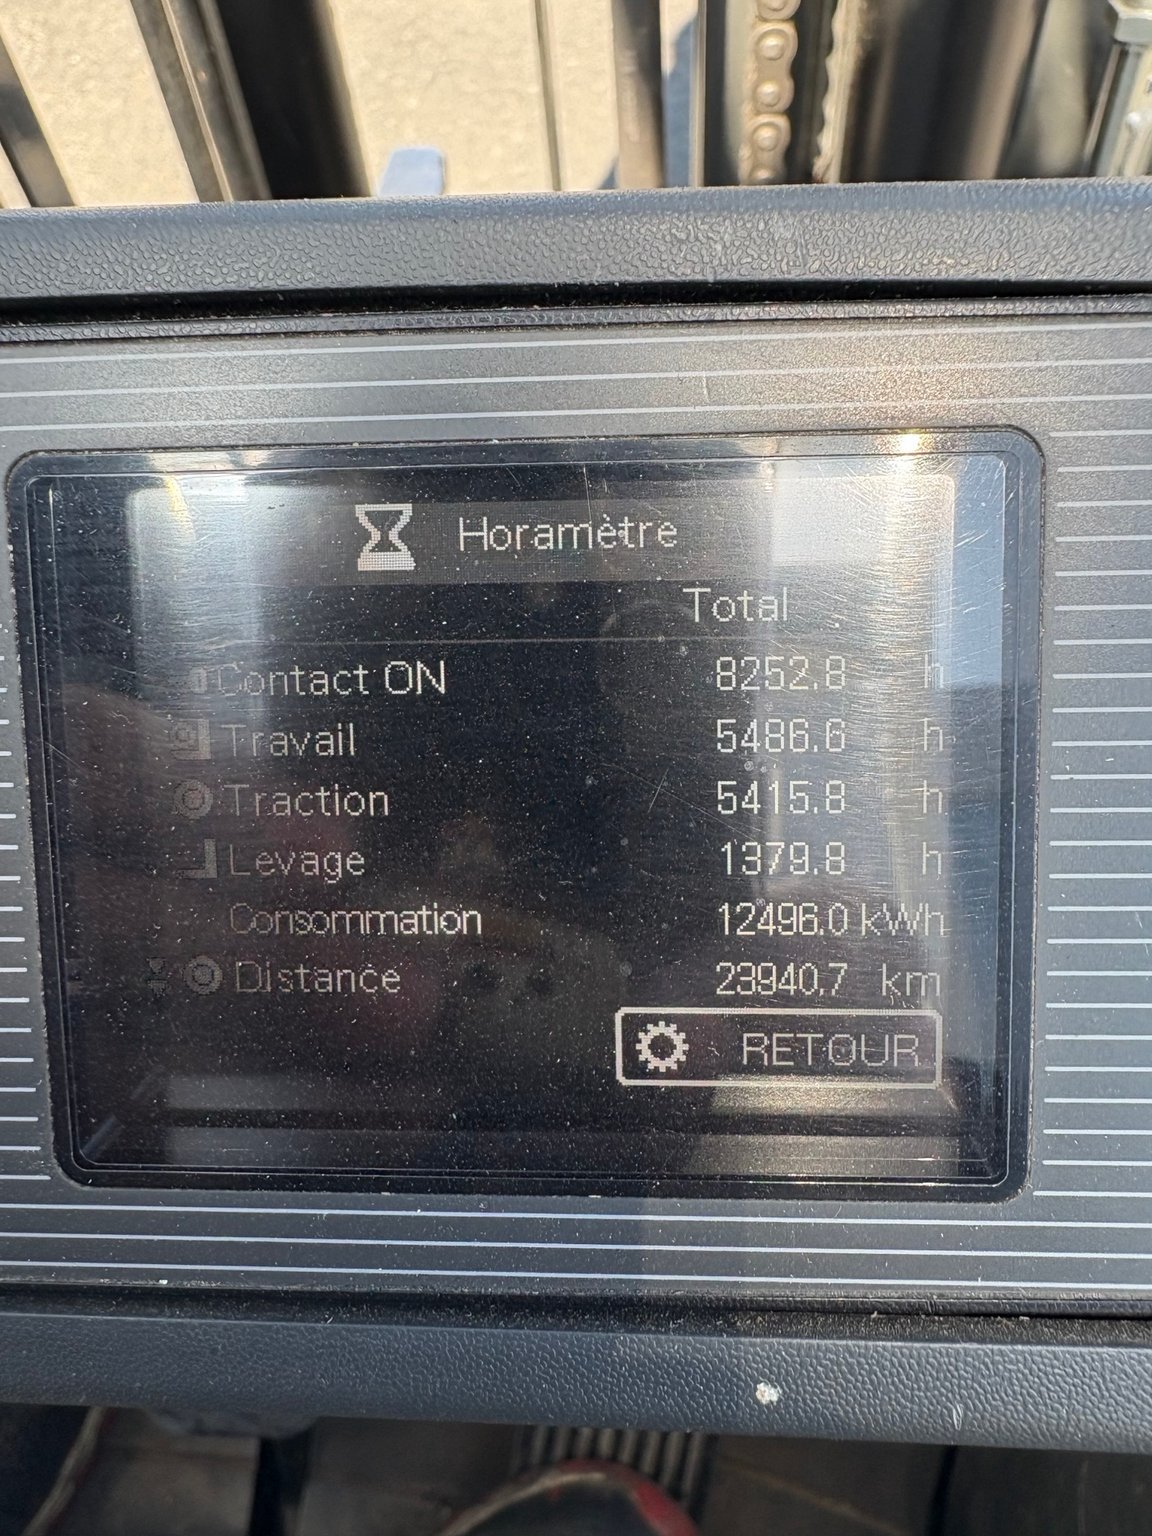 Horamètre
Total
Contact ON 8252.8 h
Travail 5486.6 h
Traction 5415.8 h
Levage 1379.8 h
Consommation 12496.0 kWh
Distance 23940.7 km
RETOUR